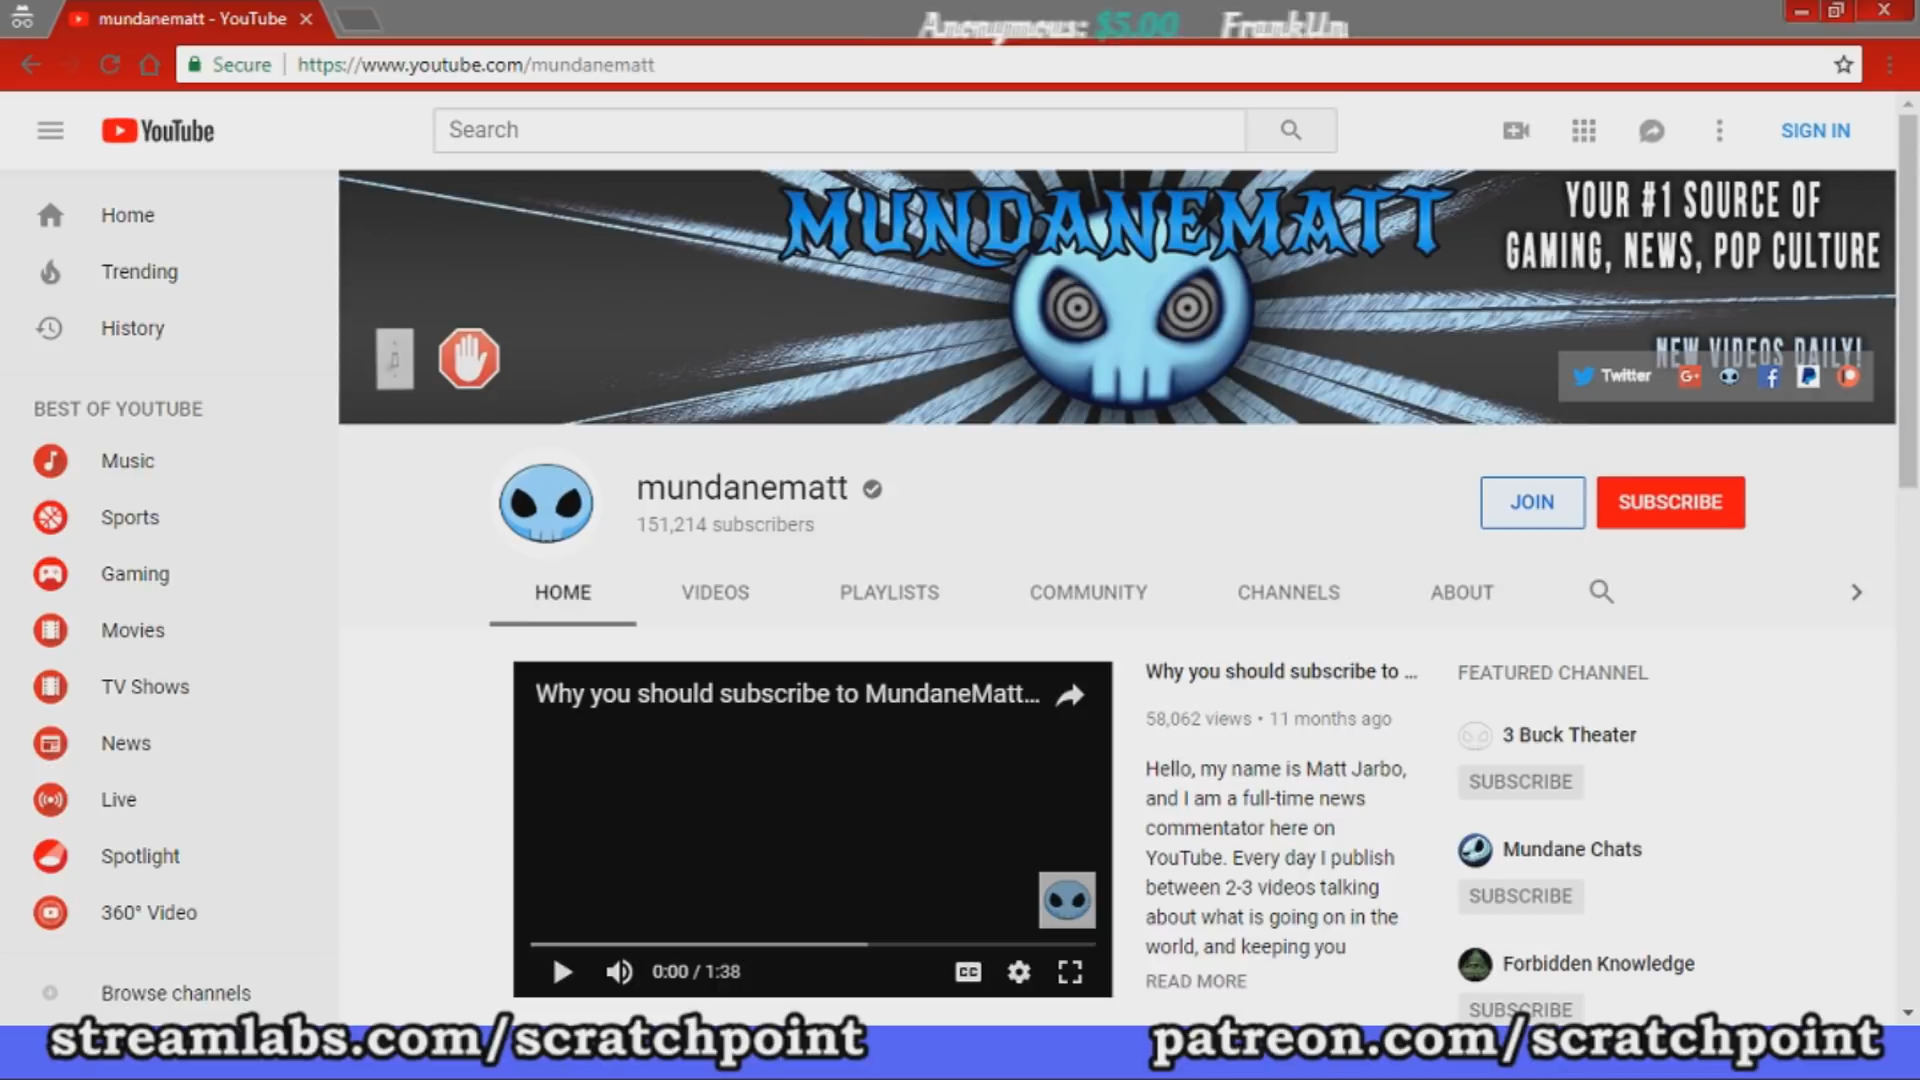 mundanematt - YouTube
Anonymous: $5.00 FrankUn
Secure https://www.youtube.com/mundanematt
YouTube
Search
SIGN IN
Home
Trending
History
BEST OF YOUTUBE
Music
Sports
Gaming
Movies
TV Shows
News
Live
Spotlight
360° Video
Browse channels
MUNDANEMATT
YOUR #1 SOURCE OF
GAMING, NEWS, POP CULTURE
NEW VIDEOS DAILY!
Twitter
mundanematt
151,214 subscribers
JOIN
SUBSCRIBE
HOME VIDEOS PLAYLISTS COMMUNITY CHANNELS ABOUT
Why you should subscribe to MundaneMatt...
0:00 / 1:38
CC
Why you should subscribe to ...
58,062 views • 11 months ago
Hello, my name is Matt Jarbo,
and I am a full-time news
commentator here on
YouTube. Every day I publish
between 2-3 videos talking
about what is going on in the
world, and keeping you
READ MORE
FEATURED CHANNEL
3 Buck Theater
SUBSCRIBE
Mundane Chats
SUBSCRIBE
Forbidden Knowledge
SUBSCRIBE
streamlabs.com/scratchpoint
patreon.com/scratchpoint